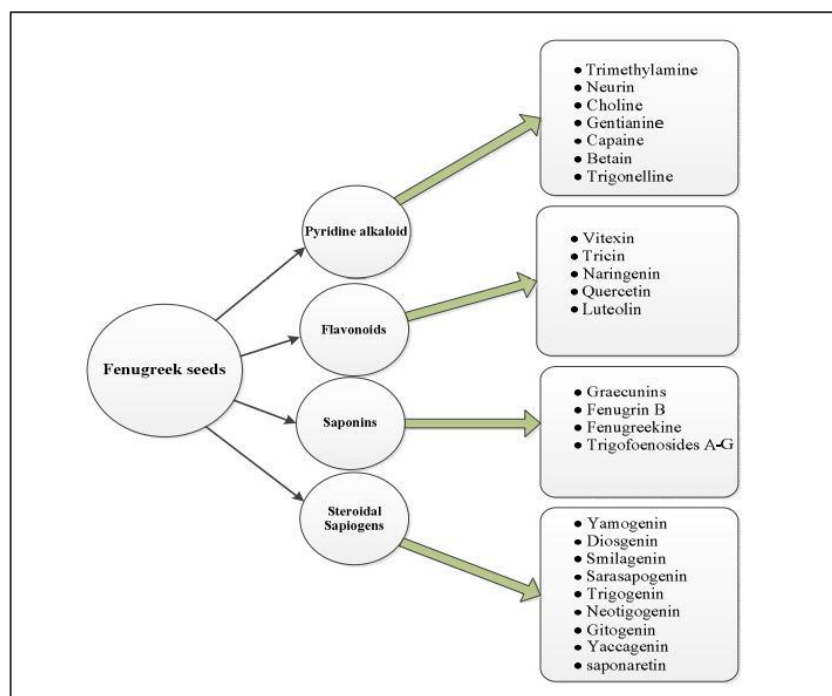 Fenugreek seeds
Pyridine alkaloid
● Trimethylamine
● Neurin
● Choline
● Gentianine
● Capaine
● Betain
● Trigonelline
Flavonoids
● Vitexin
● Tricin
● Naringenin
● Quercetin
● Luteolin
Saponins
● Graecunins
● Fenugrin B
● Fenugreekine
● Trigofoenosides A-G
Steroidal
Sapiogens
● Yamogenin
● Diosgenin
● Smilagenin
● Sarasapogenin
● Trigogenin
● Neotigogenin
● Gitogenin
● Yaccagenin
● saponaretin